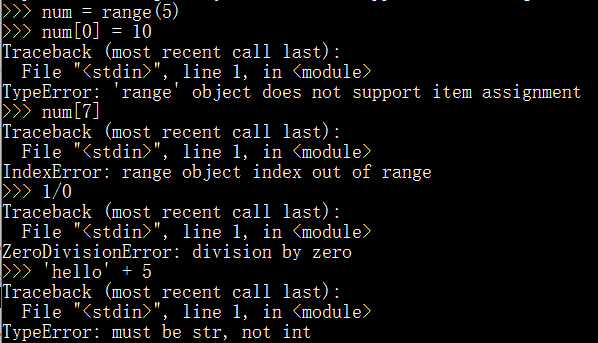 >>> num = range(5)
>>> num[0] = 10
Traceback (most recent call last):
  File "<stdin>", line 1, in <module>
TypeError: 'range' object does not support item assignment
>>> num[7]
Traceback (most recent call last):
  File "<stdin>", line 1, in <module>
IndexError: range object index out of range
>>> 1/0
Traceback (most recent call last):
  File "<stdin>", line 1, in <module>
ZeroDivisionError: division by zero
>>> 'hello' + 5
Traceback (most recent call last):
  File "<stdin>", line 1, in <module>
TypeError: must be str, not int